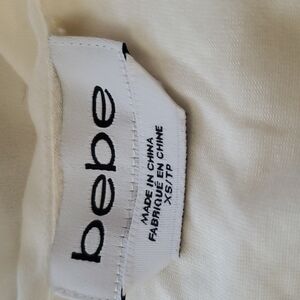 bebe
MADE IN CHINA
FABRIQUÉ EN CHINE
XS/TP